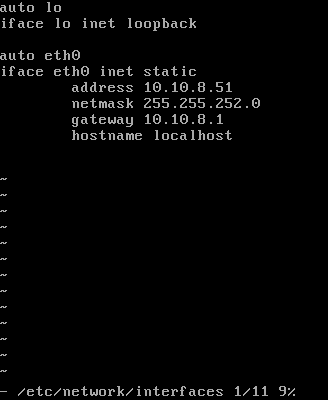 auto lo
iface lo inet loopback
auto eth0
iface eth0 inet static
address 10.10.8.51
netmask 255.255.252.0
gateway 10.10.8.1
hostname localhost
~
~
~
~
~
~
~
~
~
~
~
~
~
- /etc/network/interfaces 1/11 9%